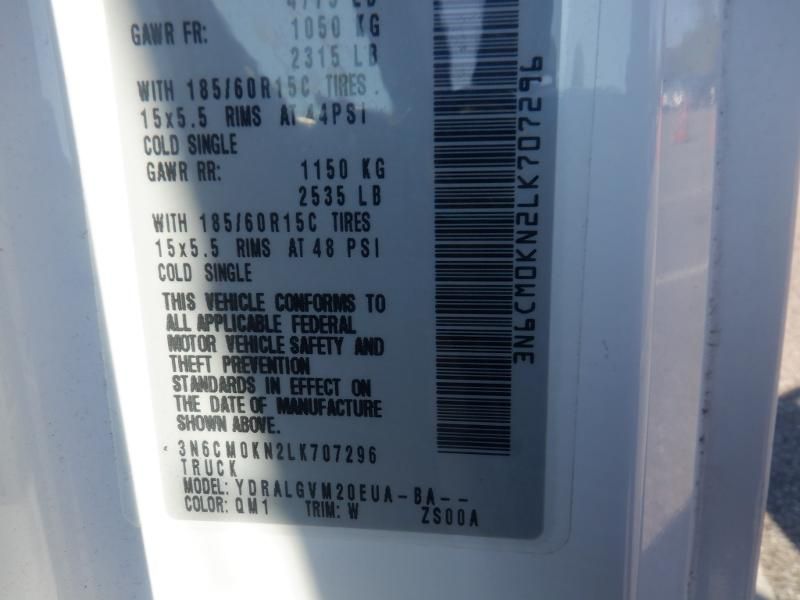 4775 LB
GAWR FR: 1050 KG
2315 LB
WITH 185/60R15C TIRES.
15x5.5 RIMS AT 44PSI
COLD SINGLE
GAWR RR: 1150 KG
2535 LB
WITH 185/60R15C TIRES
15x5.5 RIMS AT 48 PSI
COLD SINGLE
THIS VEHICLE CONFORMS TO
ALL APPLICABLE FEDERAL
MOTOR VEHICLE SAFETY AND
THEFT PREVENTION
STANDARDS IN EFFECT ON
THE DATE OF MANUFACTURE
SHOWN ABOVE.
3N6CM0KN2LK707296
TRUCK
MODEL: YDRALGVM20EUA-BA--
COLOR: QM1 TRIM: W ZS00A
3N6CM0KN2LK707296